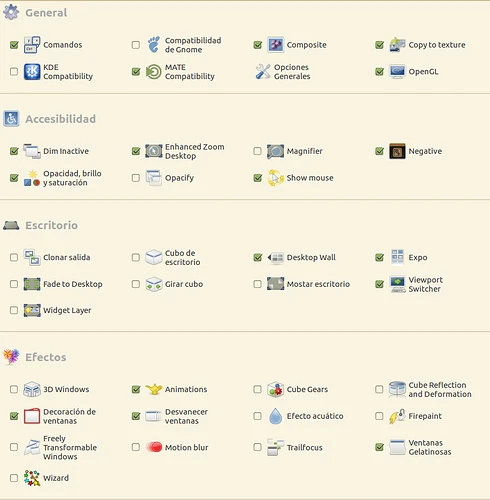 General
Comandos
Compatibilidad
de Gnome
Composite
Copy to texture
KDE
Compatibility
MATE
Compatibility
Opciones
Generales
OpenGL
Accesibilidad
Dim Inactive
Enhanced Zoom
Desktop
Magnifier
Negative
Opacidad, brillo
y saturación
Opacify
Show mouse
Escritorio
Clonar salida
Cubo de
escritorio
Desktop Wall
Expo
Fade to Desktop
Girar cubo
Mostar escritorio
Viewport
Switcher
Widget Layer
Efectos
3D Windows
Animations
Cube Gears
Cube Reflection
and Deformation
Decoración de
ventanas
Desvanecer
ventanas
Efecto acuático
Firepaint
Freely
Transformable
Windows
Motion blur
Trailfocus
Ventanas
Gelatinosas
Wizard